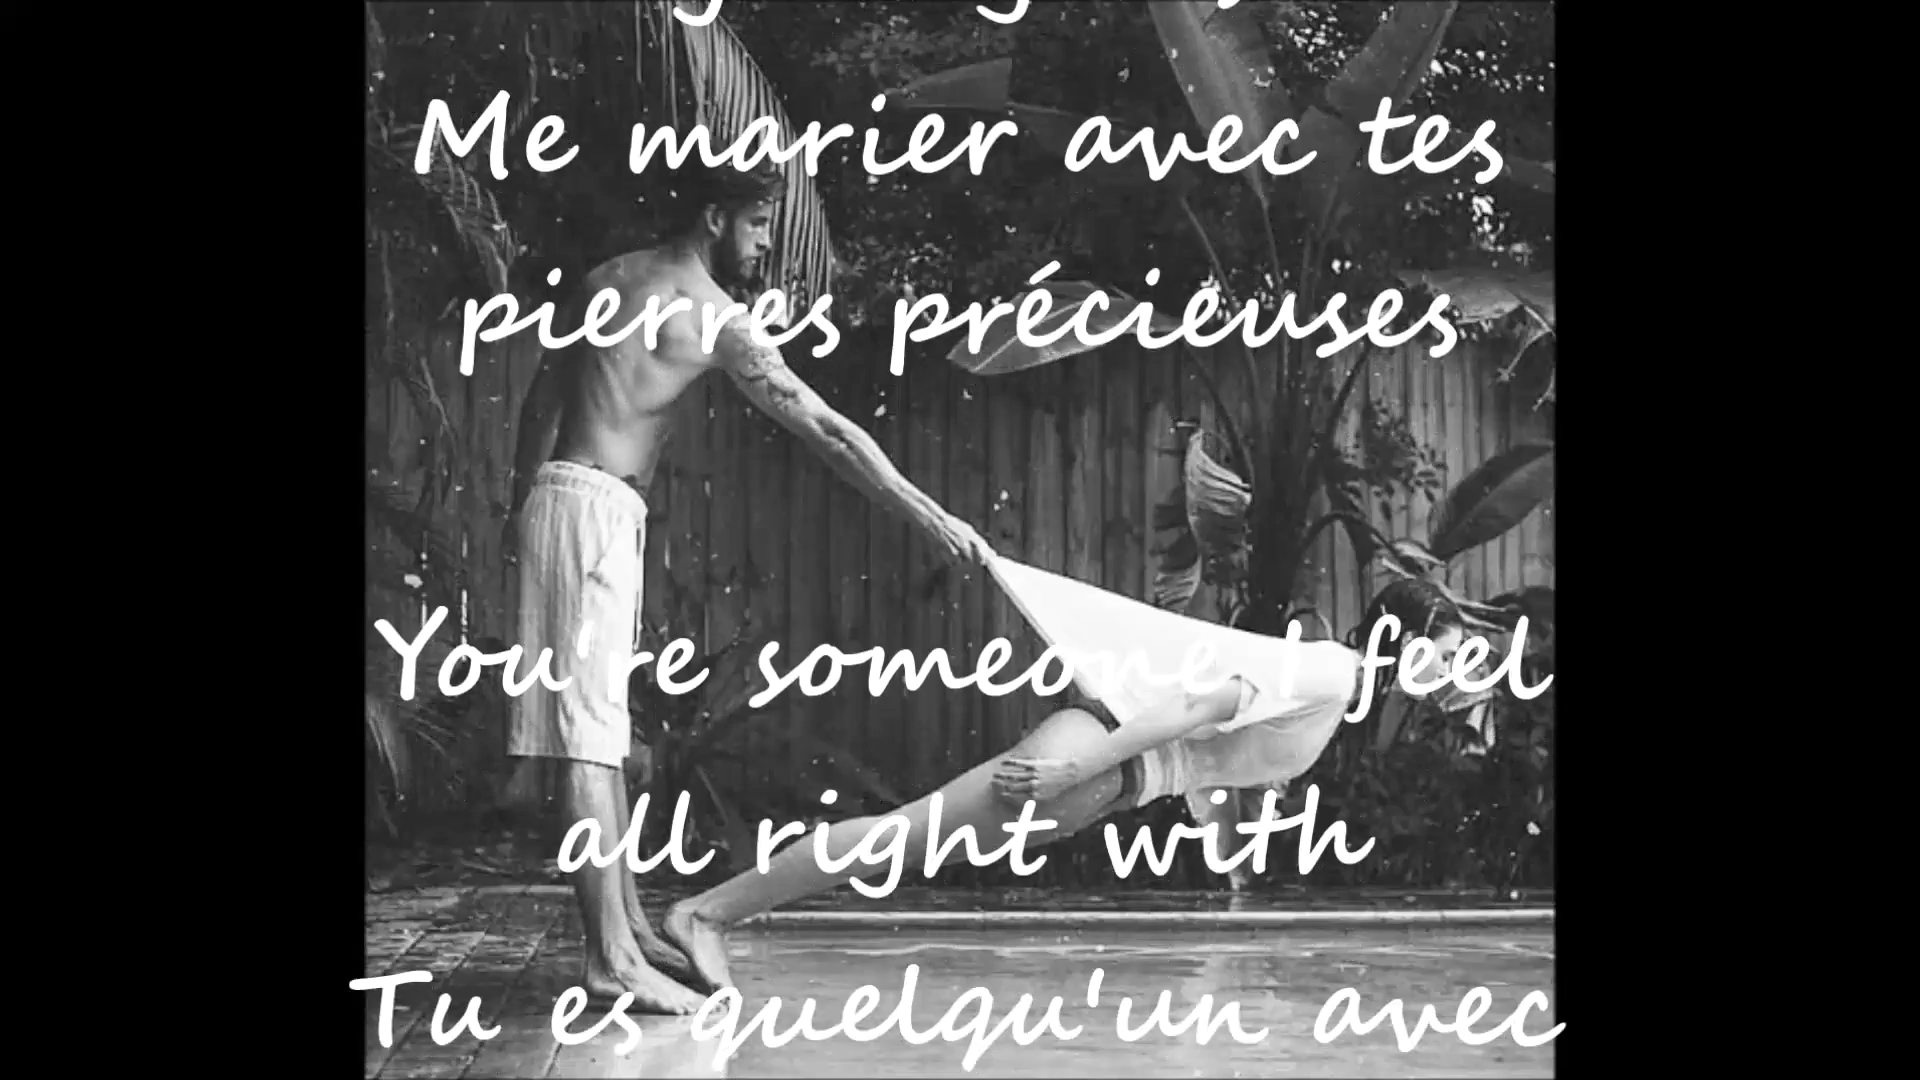 Me marier avec tes
pierres précieuses
You're someone I feel
all right with
Tu es quelqu'un avec